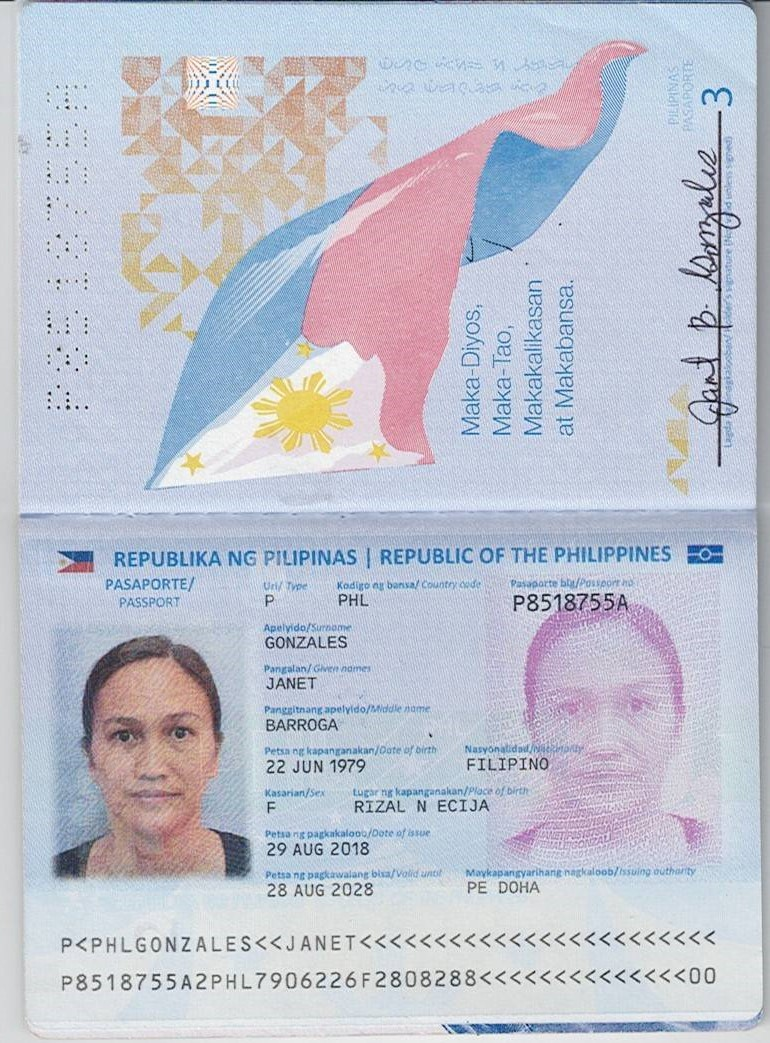 P8518755A
PILIPINAS
PASAPORTE
3
Janet B. Gonzales
Maka-Diyos,
Maka-Tao,
Makakalikasan
at Makabansa.
REPUBLIKA NG PILIPINAS | REPUBLIC OF THE PHILIPPINES
PASAPORTE/
PASSPORT
Uri/ Type
Kodigo ng bansa/ Country code
Pasaporte blg/Passport no
P
PHL
P8518755A
Apelyido/Surname
GONZALES
Pangalan/ Given names
JANET
Panggitnang apelyido/Middle name
BARROGA
Petsa ng kapanganakan/Date of birth
Nasyonalidad/Nationality
22 JUN 1979
FILIPINO
Kasarian/Sex
Lugar ng kapanganakan/Place of birth
F
RIZAL N ECIJA
Petsa ng pagkakaloob/Date of issue
29 AUG 2018
Petsa ng pagkawalang bisa/Valid until
Maykapangyarihang nagkaloob/Issuing authority
28 AUG 2028
PE DOHA
P<PHLGONZALES<<JANET<<<<<<<<<<<<<<<<<<<<<<<<
P8518755A2PHL7906226F2808288<<<<<<<<<<<<<<00